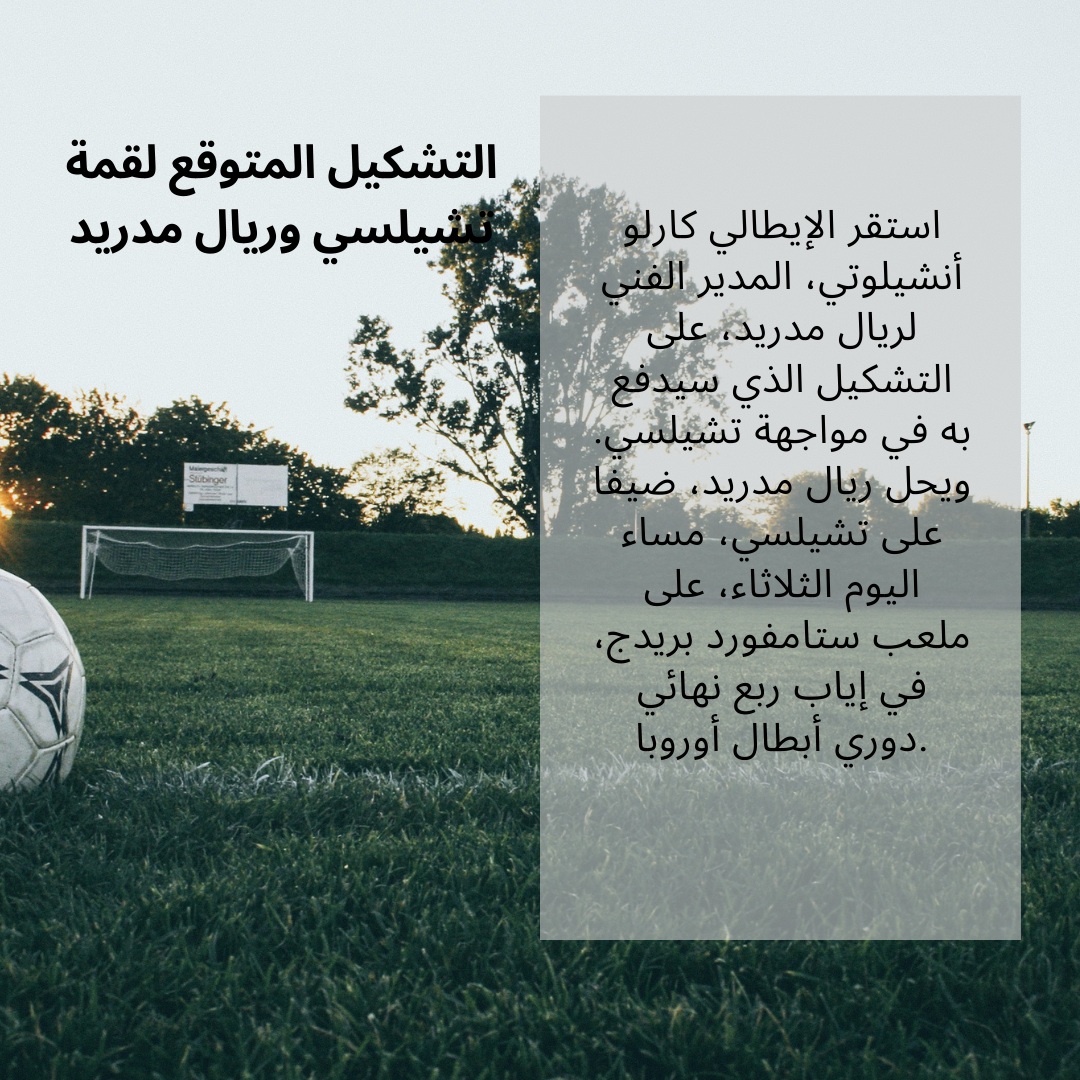 التشكيل المتوقع لقمة
تشيلسي وريال مدريد
استقر الإيطالي كارلو
أنشيلوتي، المدير الفني
لريال مدريد، على
التشكيل الذي سيدفع
به في مواجهة تشيلسي.
ويحل ريال مدريد، ضيفا
على تشيلسي، مساء
اليوم الثلاثاء، على
ملعب ستامفورد بريدج،
في إياب ربع نهائي
دوري أبطال أوروبا.
Malergeschäft
Stübinger